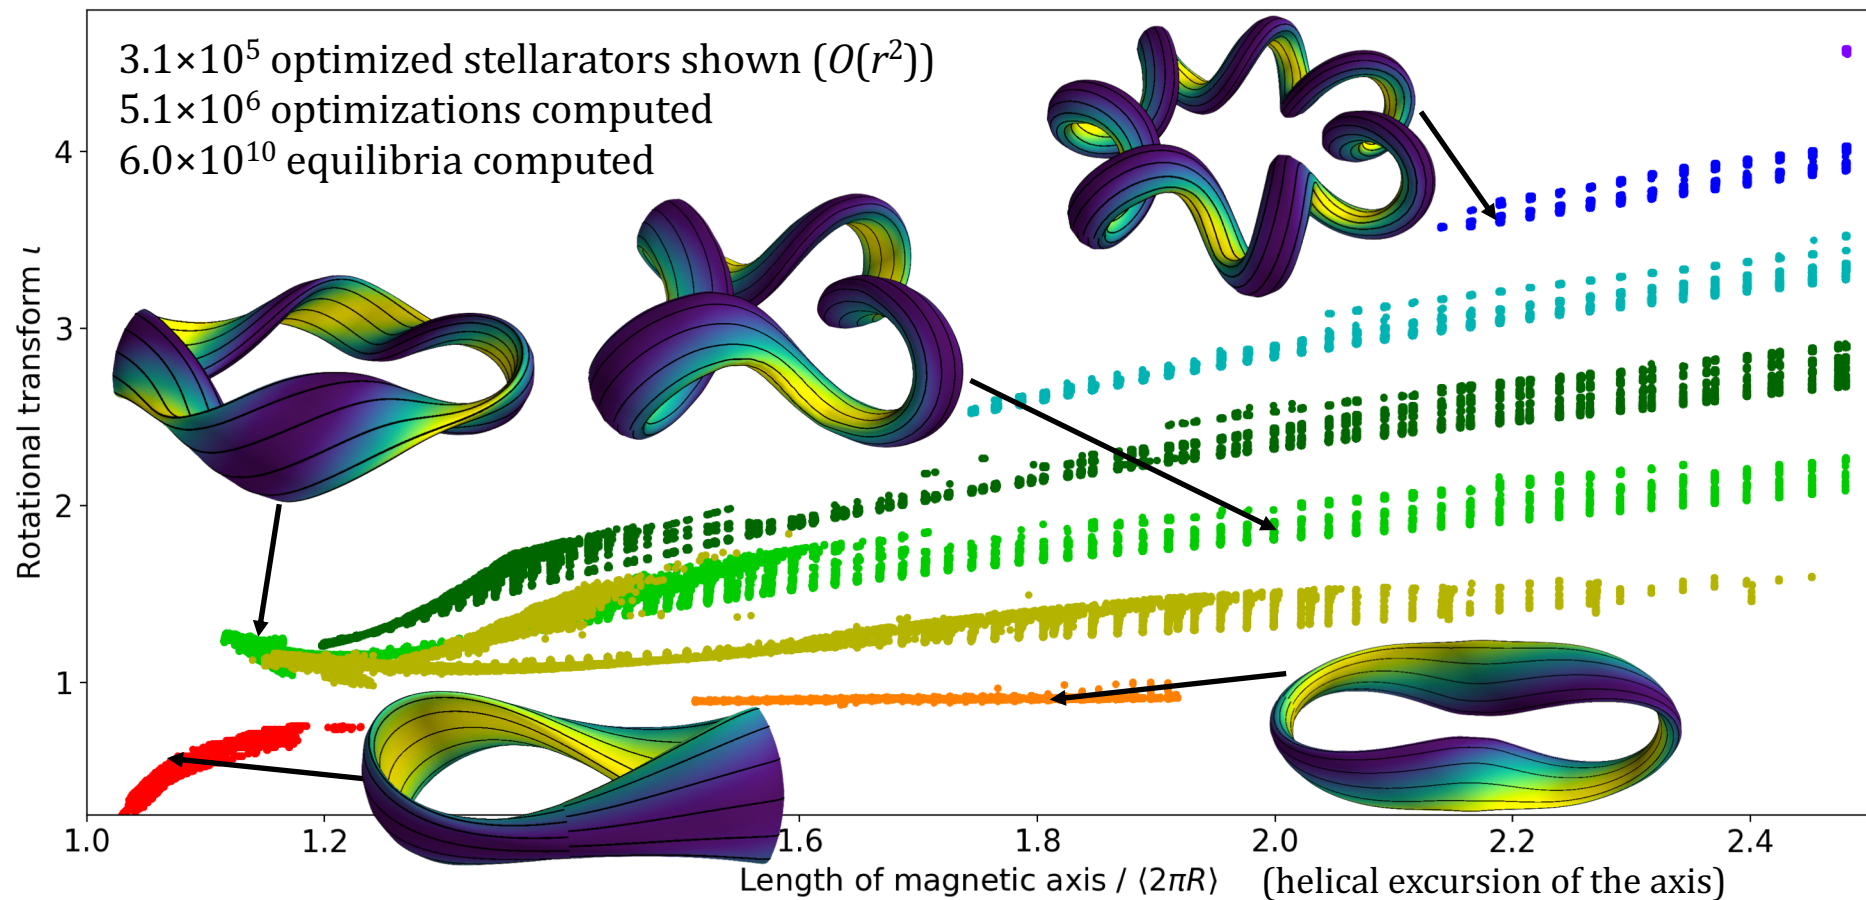 3.1×10⁵ optimized stellarators shown (O(r²))
5.1×10⁶ optimizations computed
6.0×10¹⁰ equilibria computed
4
3
2
1
Rotational transform ι
1.0
1.2
1.6
1.8
2.0
2.2
2.4
Length of magnetic axis / ⟨2πR⟩ (helical excursion of the axis)